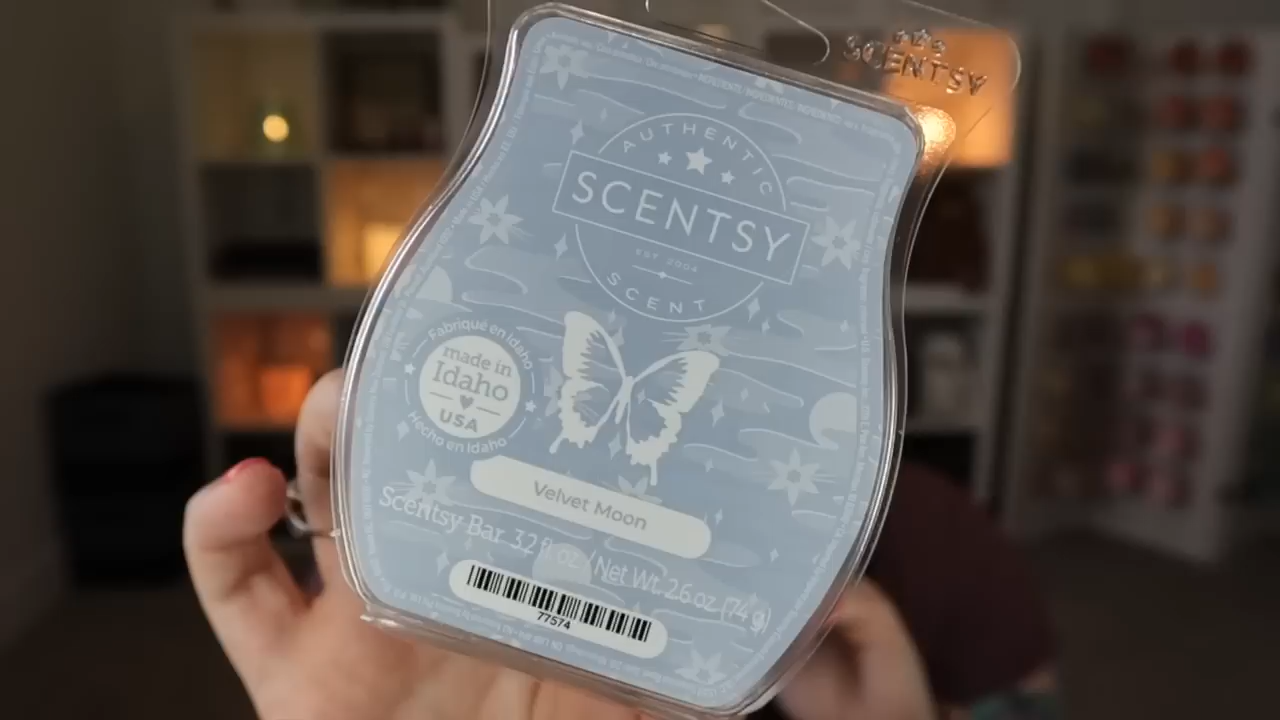 SCENTSY
AUTHENTIC
SCENTSY
EST 2004
SCENT
Fabriqué en Idaho
made in
Idaho
USA
Hecho en Idaho
Velvet Moon
Scentsy Bar 3.2 fl oz / Net Wt. 2.6 oz (74 g)
77574